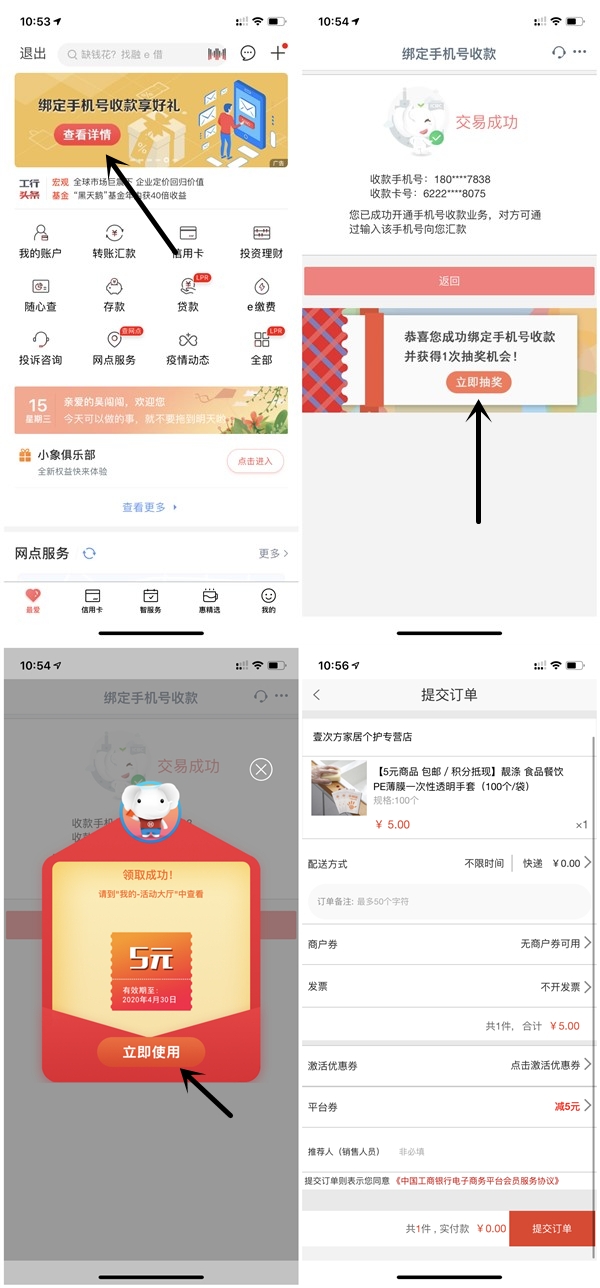 10:53
退出
缺钱花？找融 e 借
绑定手机号收款享好礼
查看详情
广告
工行
头条
宏观 全球市场巨震下 企业定价回归价值
基金 “黑天鹅”基金年内获40倍收益
我的账户
转账汇款
信用卡
投资理财
随心查
存款
LPR
贷款
e缴费
投诉咨询
查网点
网点服务
疫情动态
LPR
全部
15
星期三
亲爱的吴闯闯，欢迎您
今天可以做的事，就不要拖到明天哟
小象俱乐部
全新权益快来体验
点击进入
查看更多
网点服务
更多
最爱
信用卡
智服务
惠精选
我的
10:54
绑定手机号收款
交易成功
收款手机号：180****7838
收款卡号：6222****8075
您已成功开通手机号收款业务，对方可通
过输入该手机号向您汇款
返回
恭喜您成功绑定手机号收款
并获得1次抽奖机会！
立即抽奖
10:54
绑定手机号收款
交易成功
收款手机
领取成功！
请到“我的-活动大厅”中查看
5元
有效期至：
2020年4月30日
立即使用
10:56
提交订单
壹次方家居个护专营店
【5元商品 包邮 / 积分抵现】靓涤 食品餐饮
PE薄膜一次性透明手套（100个/袋）
规格:100个
￥ 5.00
×1
配送方式
不限时间
快递 ￥0.00
订单备注: 最多50个字符
商户券
无商户券可用
发票
不开发票
共1件，合计 ￥5.00
激活优惠券
点击激活优惠券
平台券
减5元
推荐人（销售人员） 非必填
提交订单则表示您同意《中国工商银行电子商务平台会员服务协议》
共1件，实付款 ￥0.00
提交订单